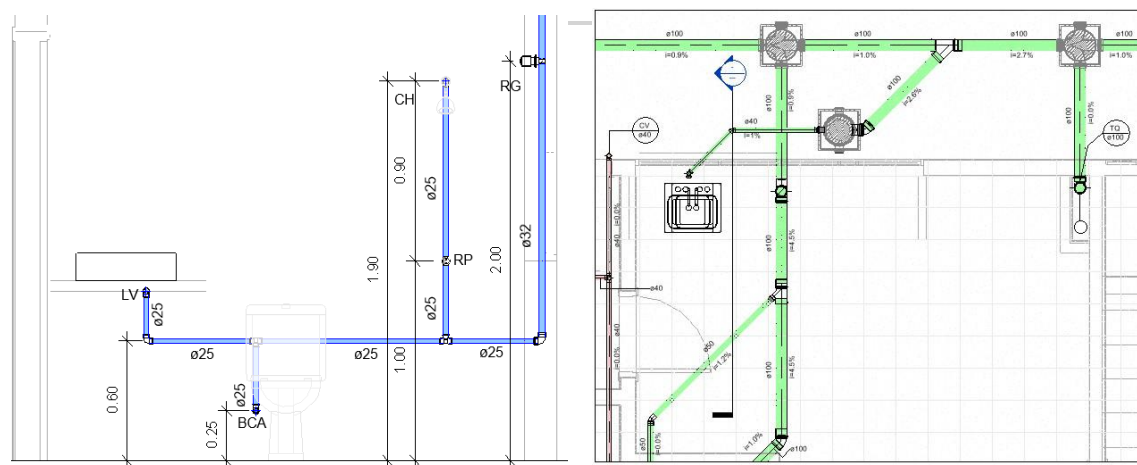 CH
RG
0.90
ø25
ø32
1.90
2.00
RP
LV
ø25
ø25
ø25
ø25
ø25
1.00
0.60
ø25
BCA
0.25
ø100
ø100
ø100
ø100
i=0.9%
i=1.0%
i=2.7%
i=1.0%
ø100
i=0.9%
ø100
i=2.6%
ø100
i=0.0%
CV
ø40
ø40
i=1%
TQ
ø100
i=0.0%
ø40
ø100
i=4.5%
ø40
ø40
i=0.0%
ø50
i=1.2%
ø100
i=4.5%
ø50
i=0.0%
i=1.0%
ø100